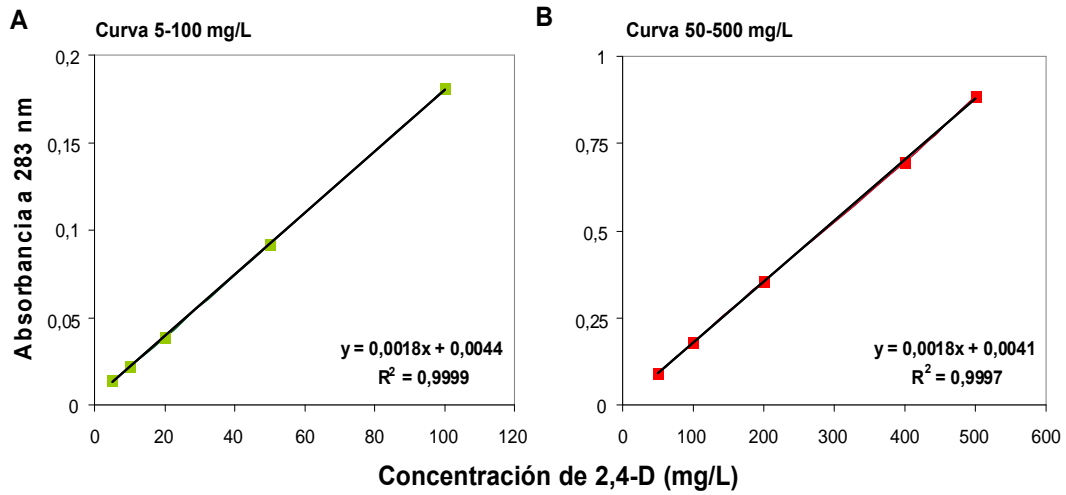 A
Curva 5-100 mg/L
Absorbancia a 283 nm
0,2
0,15
0,1
0,05
0
0 20 40 60 80 100 120
y = 0,0018x + 0,0044
R² = 0,9999
B
Curva 50-500 mg/L
1
0,75
0,5
0,25
0
0 100 200 300 400 500 600
y = 0,0018x + 0,0041
R² = 0,9997
Concentración de 2,4-D (mg/L)